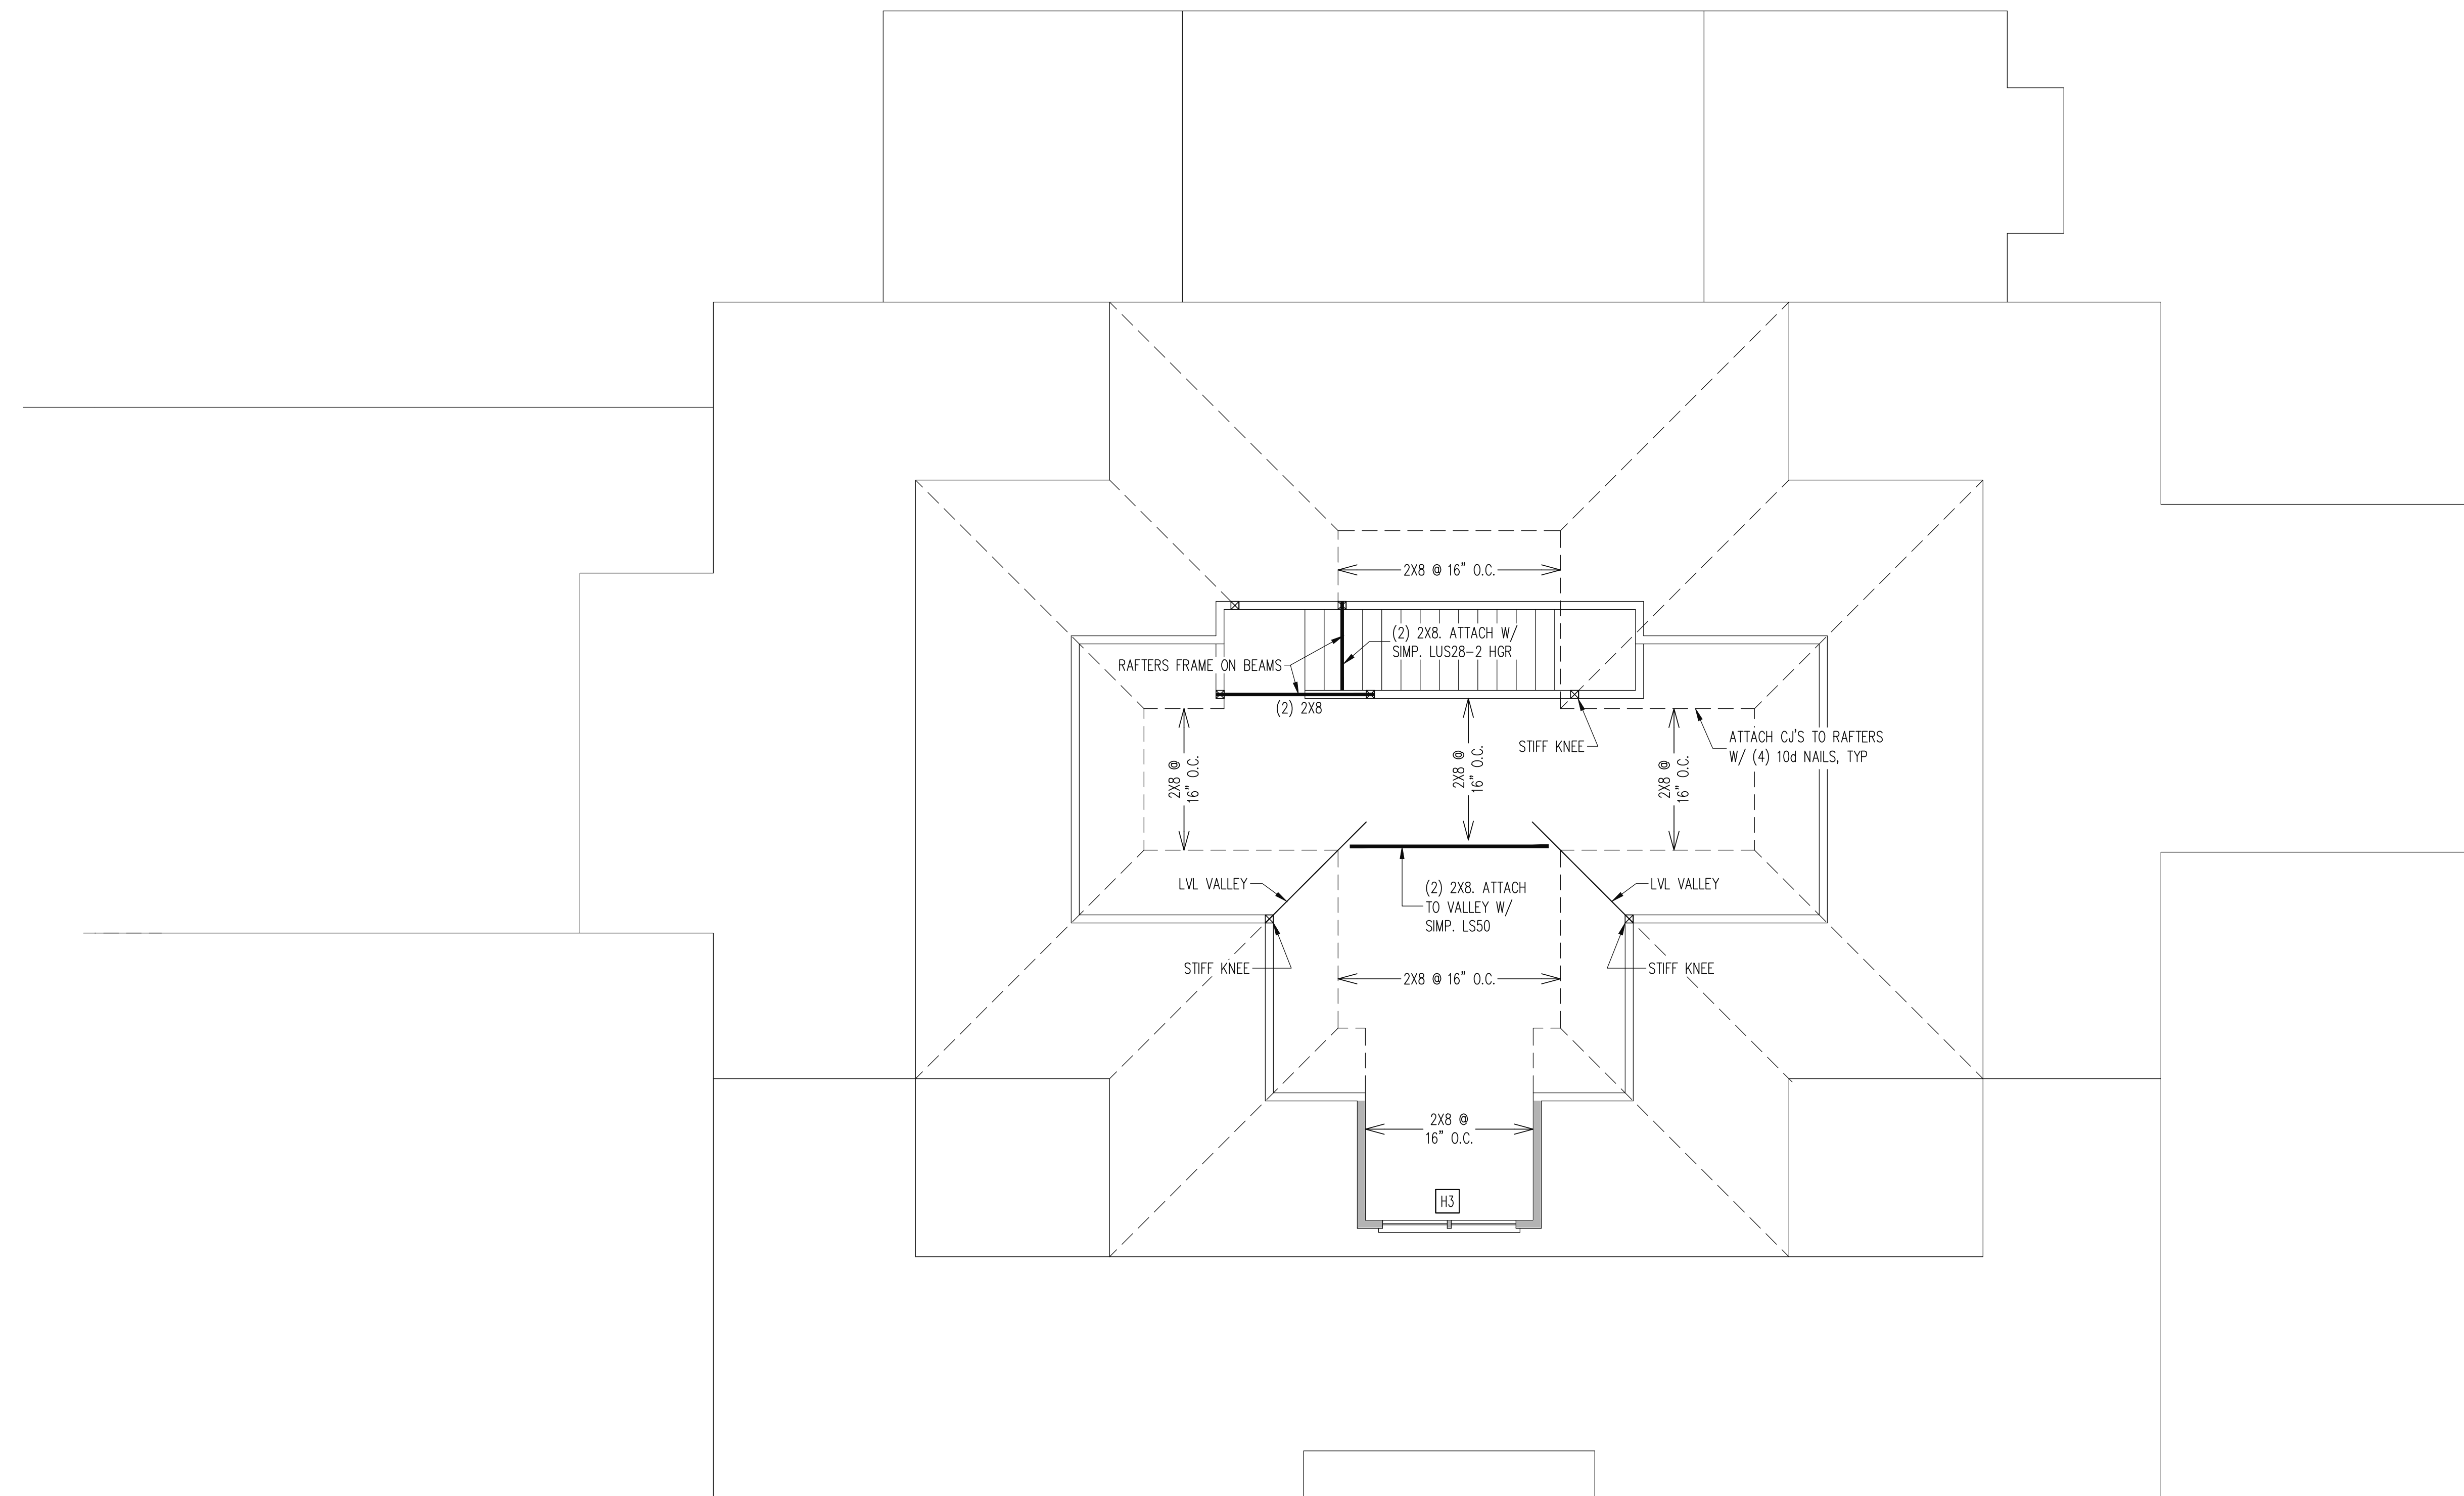 2X8 @ 16" O.C.
(2) 2X8. ATTACH W/
SIMP. LUS28-2 HGR
RAFTERS FRAME ON BEAMS
(2) 2X8
STIFF KNEE
ATTACH CJ'S TO RAFTERS
W/ (4) 10d NAILS, TYP
2X8 @
16" O.C.
2X8 @
16" O.C.
2X8 @
16" O.C.
LVL VALLEY
(2) 2X8. ATTACH
TO VALLEY W/
SIMP. LS50
LVL VALLEY
STIFF KNEE
2X8 @ 16" O.C.
STIFF KNEE
2X8 @
16" O.C.
H3